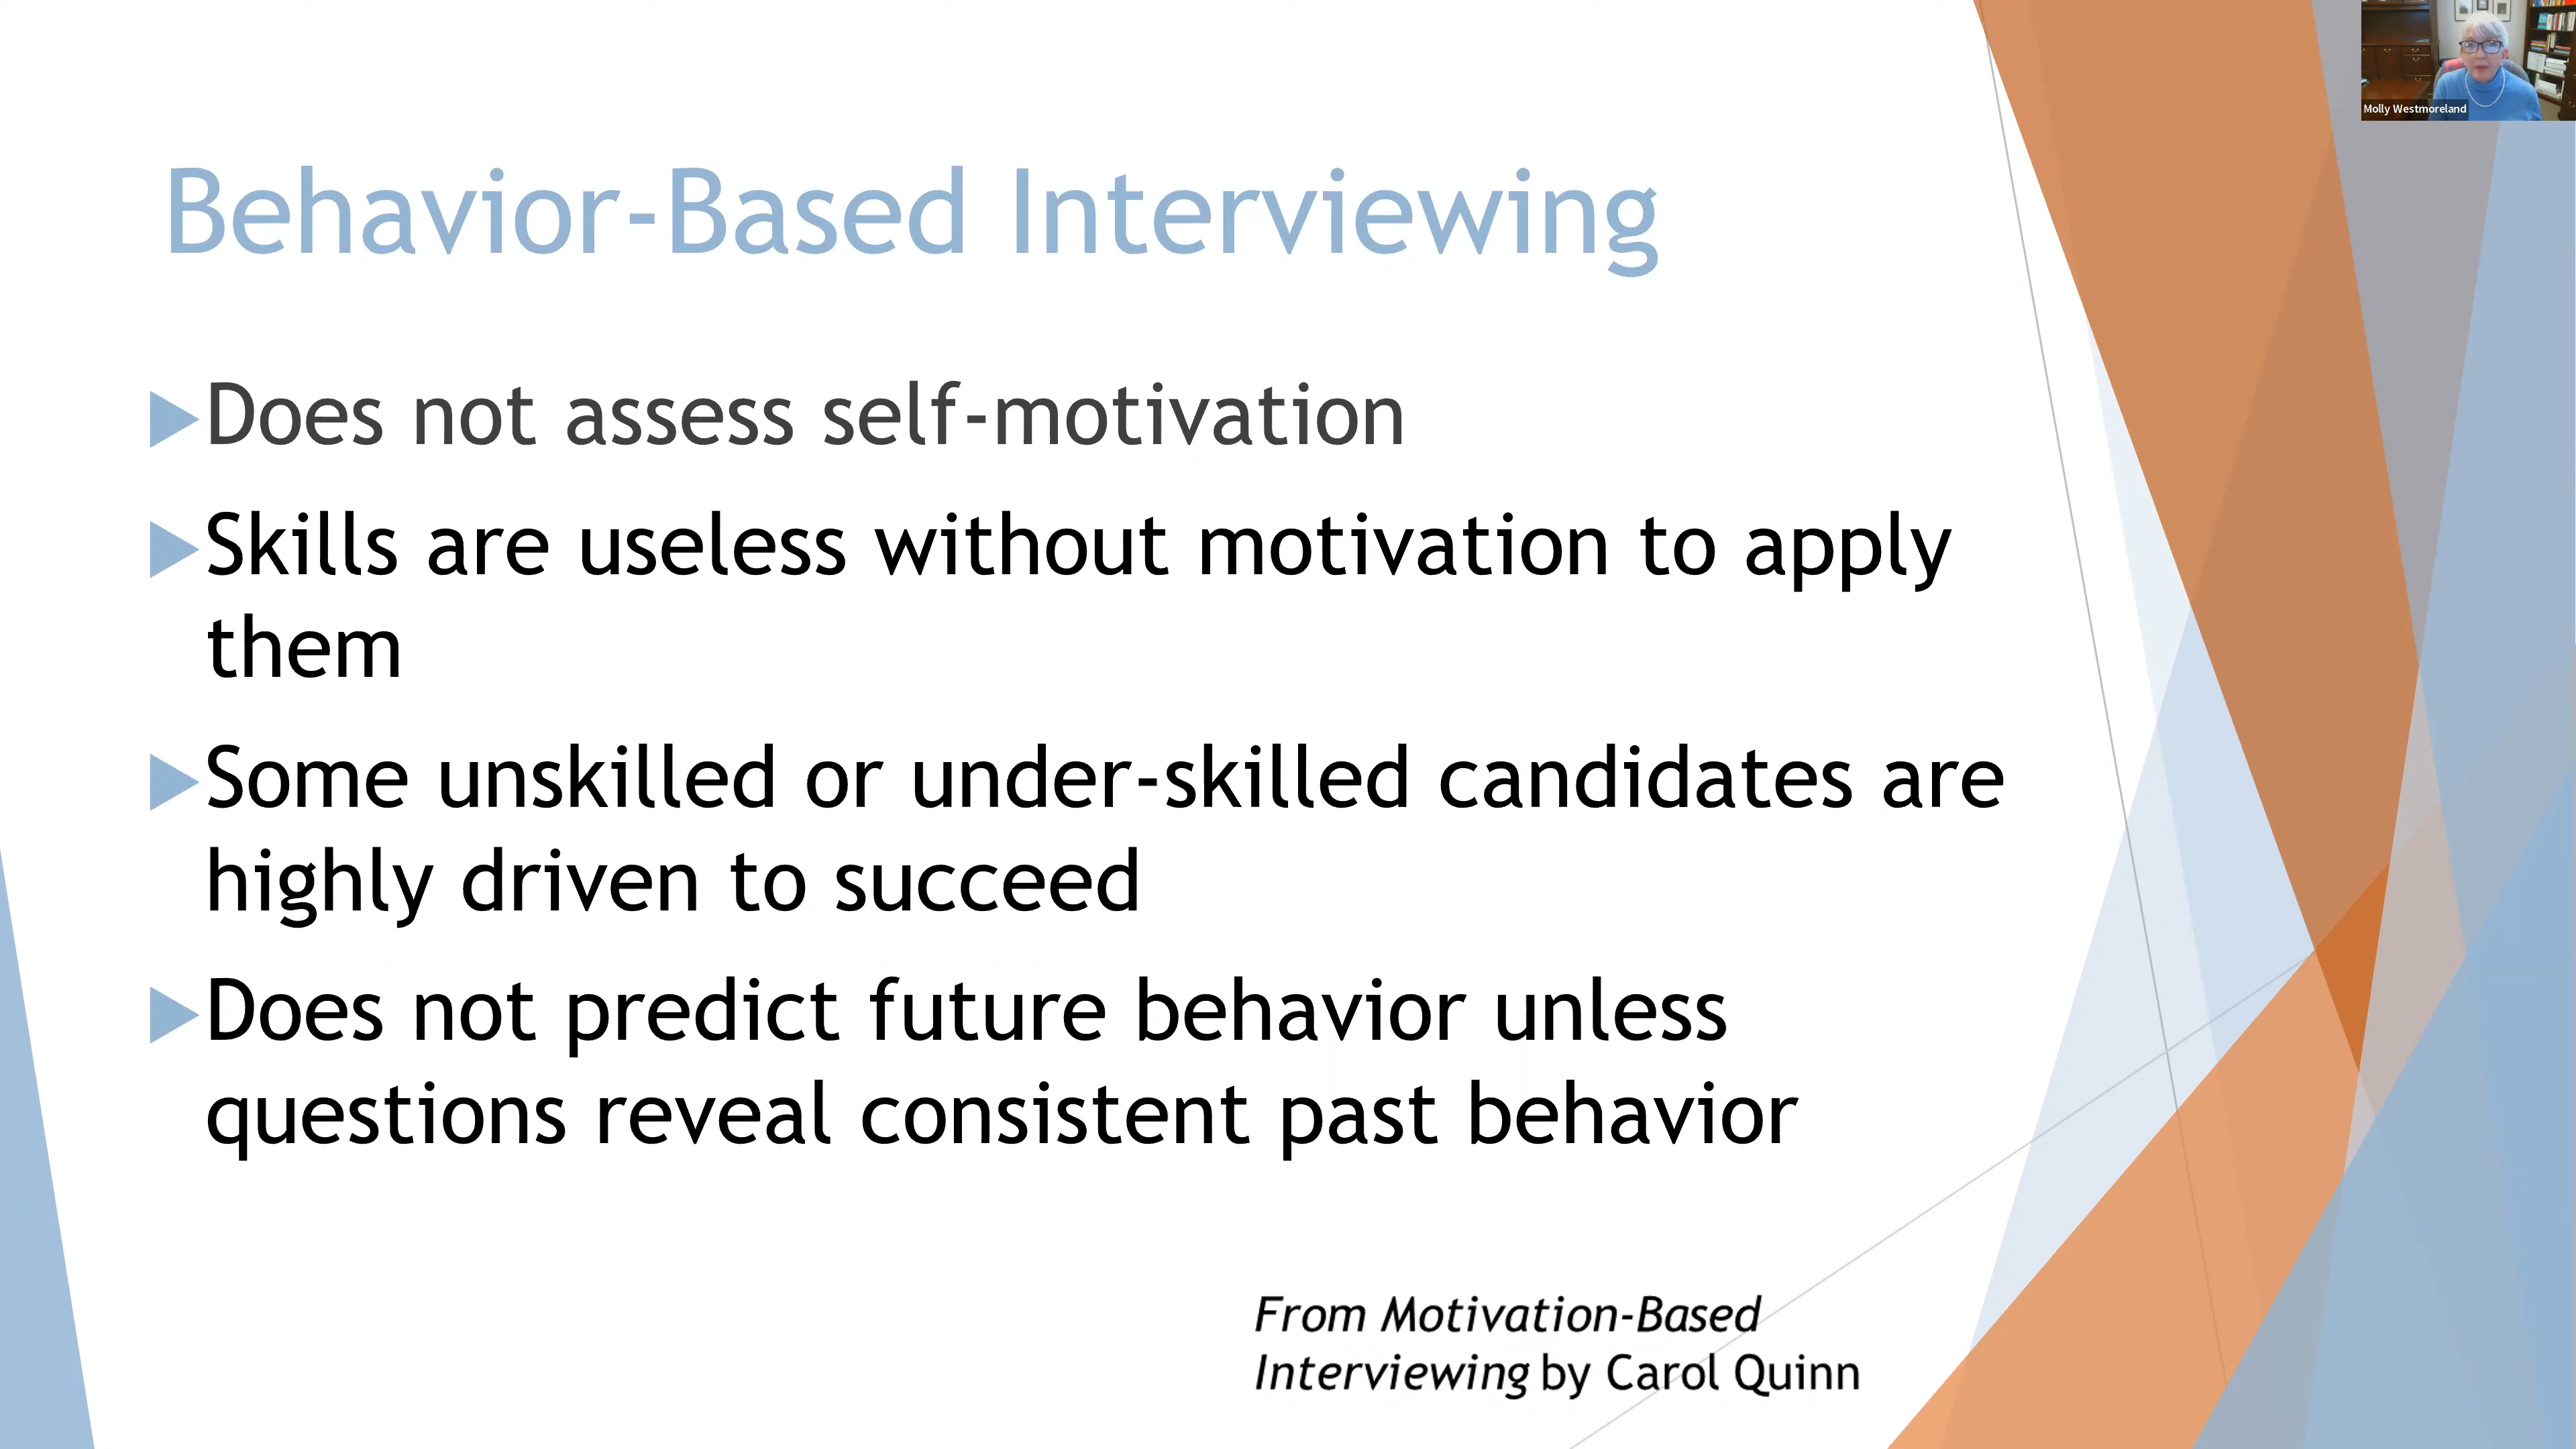 Molly Westmoreland
Behavior-Based Interviewing
Does not assess self-motivation
Skills are useless without motivation to apply
them
Some unskilled or under-skilled candidates are
highly driven to succeed
Does not predict future behavior unless
questions reveal consistent past behavior
From Motivation-Based
Interviewing by Carol Quinn